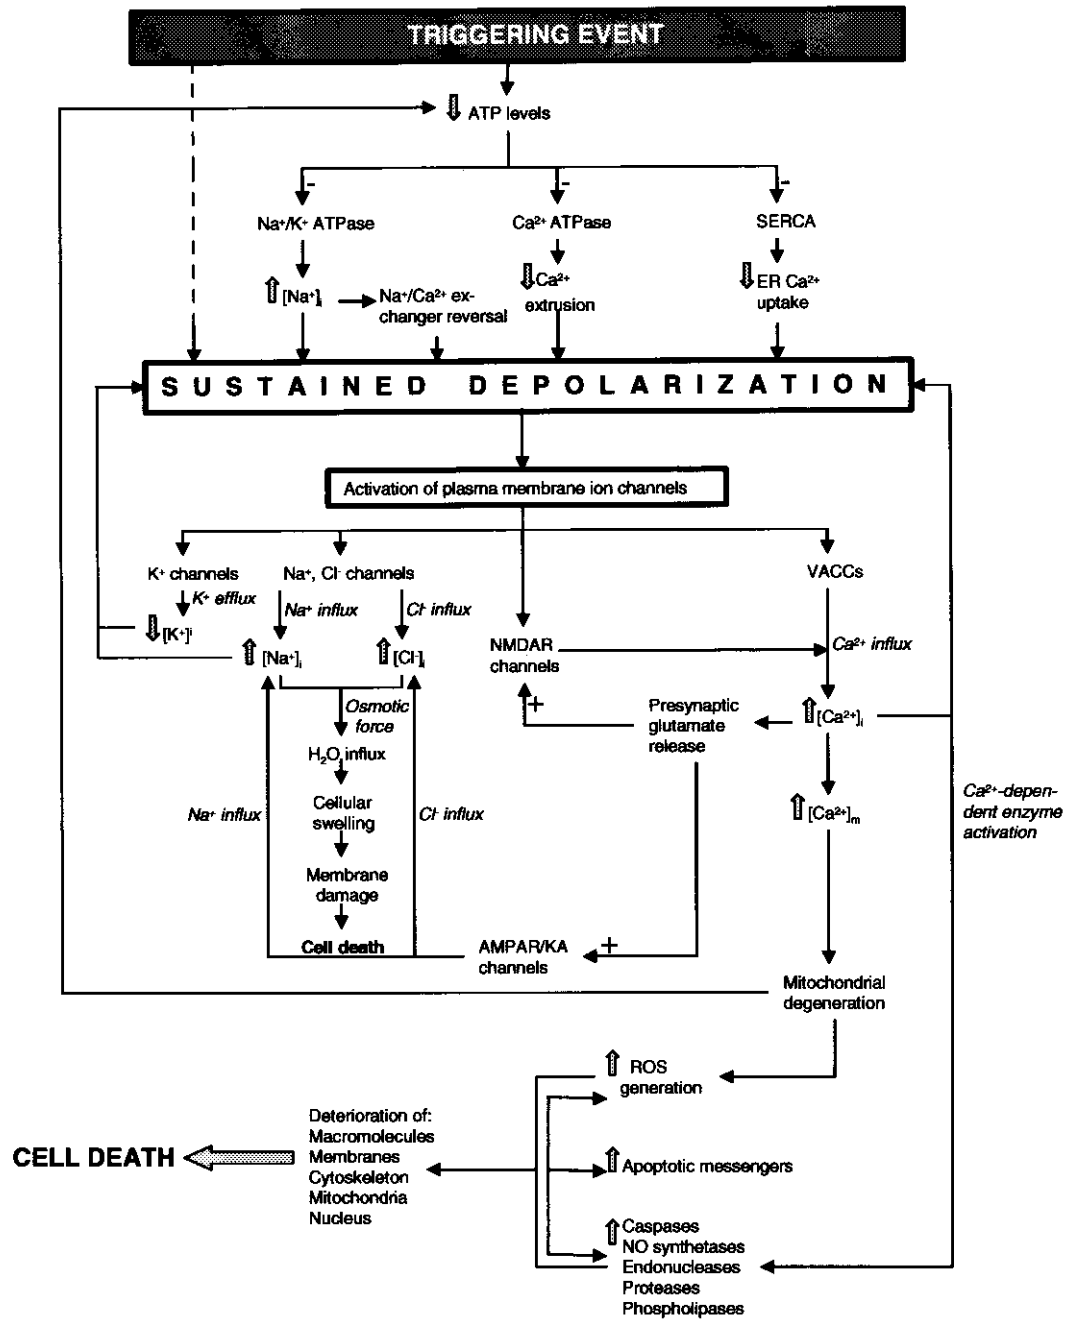 TRIGGERING EVENT
ATP levels
-
-
-
Na⁺/K⁺ ATPase
Ca²⁺ ATPase
SERCA
[Na⁺]ᵢ
Na⁺/Ca²⁺ ex-
changer reversal
Ca²⁺
extrusion
ER Ca²⁺
uptake
SUSTAINED DEPOLARIZATION
Activation of plasma membrane ion channels
K⁺ channels
Na⁺, Cl⁻ channels
VACCs
K⁺ efflux
Na⁺ influx
Cl⁻ influx
[K⁺]ⁱ
[Na⁺]ᵢ
[Cl⁻]ᵢ
NMDAR
channels
Ca²⁺ influx
+
Osmotic
force
Presynaptic
glutamate
release
[Ca²⁺]ᵢ
H₂O influx
Na⁺ influx
Cellular
swelling
Cl⁻ influx
[Ca²⁺]ₘ
Ca²⁺-depen-
dent enzyme
activation
Membrane
damage
Cell death
AMPAR/KA
channels
+
Mitochondrial
degeneration
ROS
generation
Deterioration of:
Macromolecules
Membranes
Cytoskeleton
Mitochondria
Nucleus
CELL DEATH
Apoptotic messengers
Caspases
NO synthetases
Endonucleases
Proteases
Phospholipases